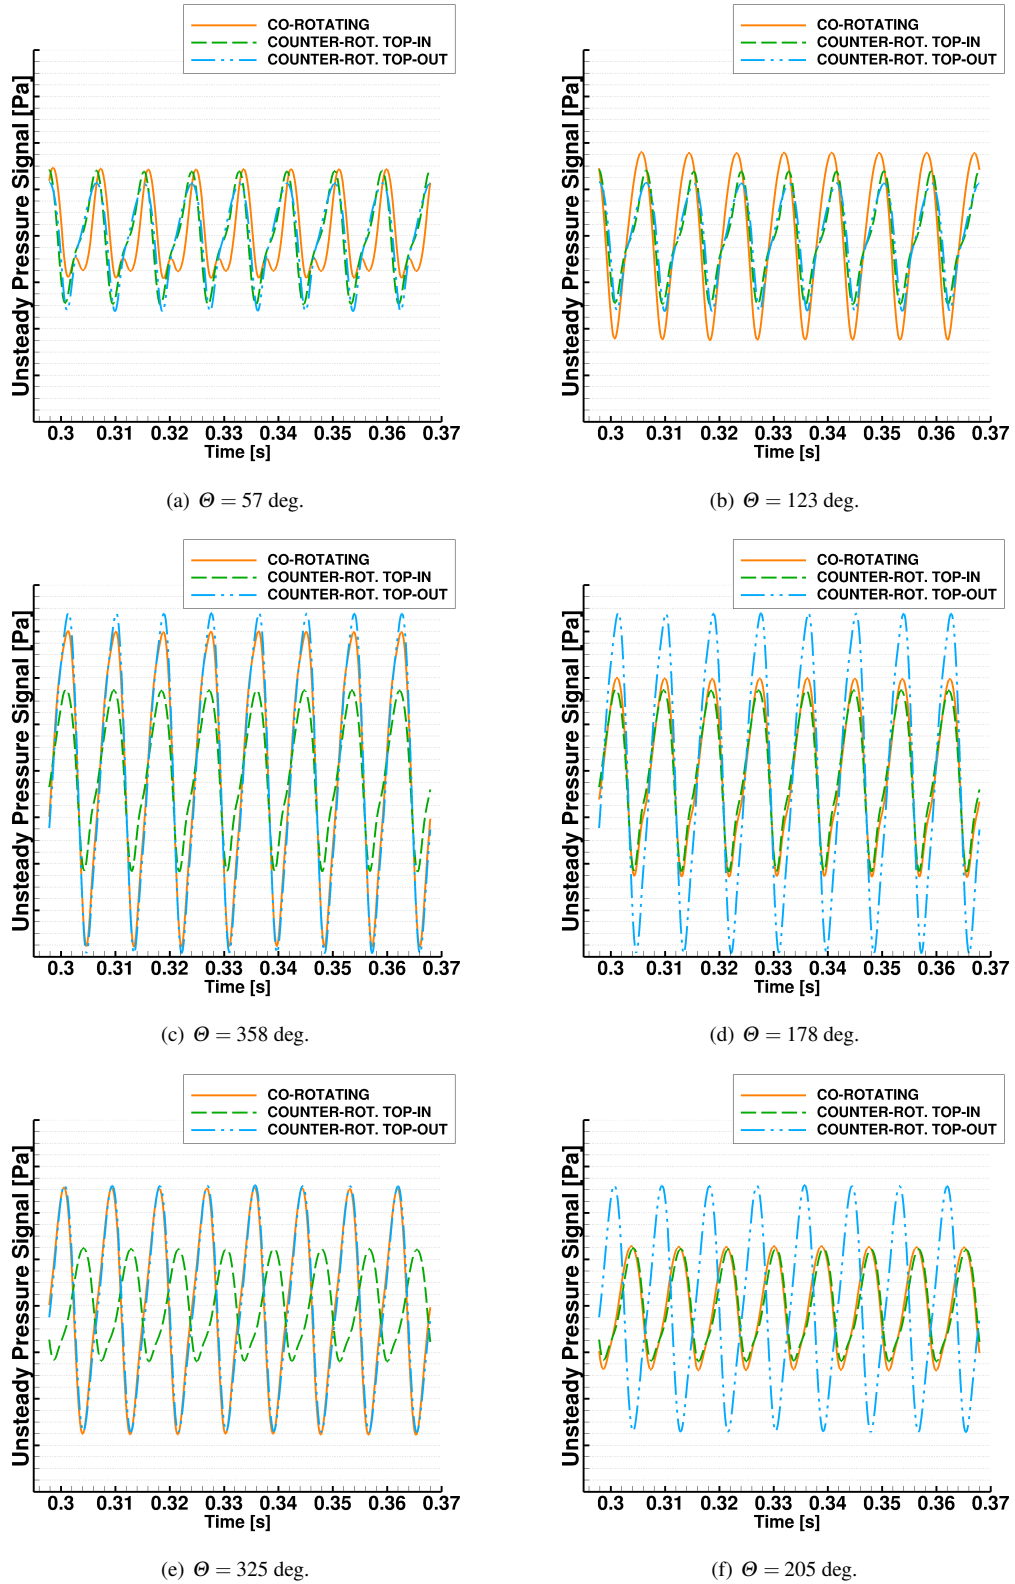 CO-ROTATING
COUNTER-ROT. TOP-IN
COUNTER-ROT. TOP-OUT
Unsteady Pressure Signal [Pa]
0.3 0.31 0.32 0.33 0.34 0.35 0.36 0.37
Time [s]
(a) Θ = 57 deg.
CO-ROTATING
COUNTER-ROT. TOP-IN
COUNTER-ROT. TOP-OUT
Unsteady Pressure Signal [Pa]
0.3 0.31 0.32 0.33 0.34 0.35 0.36 0.37
Time [s]
(b) Θ = 123 deg.
CO-ROTATING
COUNTER-ROT. TOP-IN
COUNTER-ROT. TOP-OUT
Unsteady Pressure Signal [Pa]
0.3 0.31 0.32 0.33 0.34 0.35 0.36 0.37
Time [s]
(c) Θ = 358 deg.
CO-ROTATING
COUNTER-ROT. TOP-IN
COUNTER-ROT. TOP-OUT
Unsteady Pressure Signal [Pa]
0.3 0.31 0.32 0.33 0.34 0.35 0.36 0.37
Time [s]
(d) Θ = 178 deg.
CO-ROTATING
COUNTER-ROT. TOP-IN
COUNTER-ROT. TOP-OUT
Unsteady Pressure Signal [Pa]
0.3 0.31 0.32 0.33 0.34 0.35 0.36 0.37
Time [s]
(e) Θ = 325 deg.
CO-ROTATING
COUNTER-ROT. TOP-IN
COUNTER-ROT. TOP-OUT
Unsteady Pressure Signal [Pa]
0.3 0.31 0.32 0.33 0.34 0.35 0.36 0.37
Time [s]
(f) Θ = 205 deg.